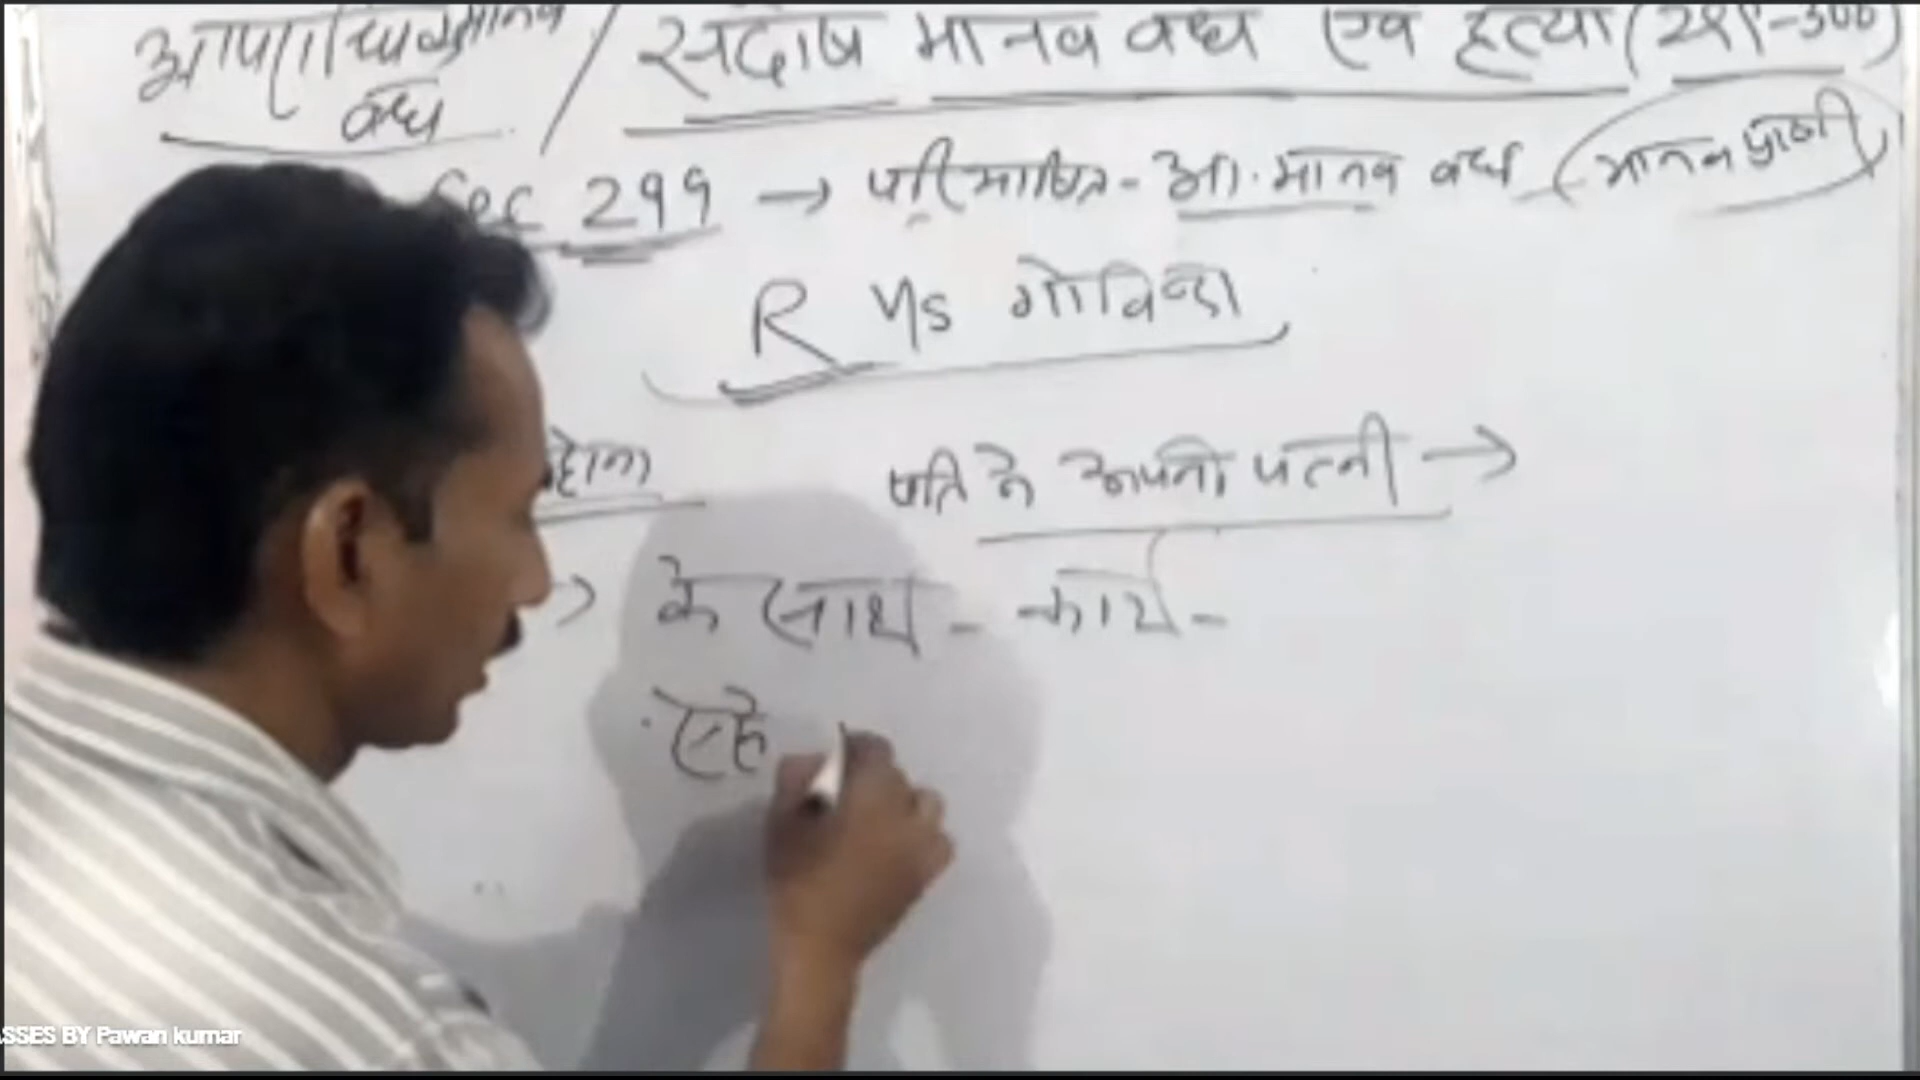 आपराधिक मानव / सदोष मानव वध एवं हत्या (299-300)
वध
Sec 299 → परिभाषित - आ. मानव वध (मानव प्राणी)
R v/s गोविन्दा
पति ने अपनी पत्नी →
→ के साथ - कार्य -
SSES BY Pawan kumar